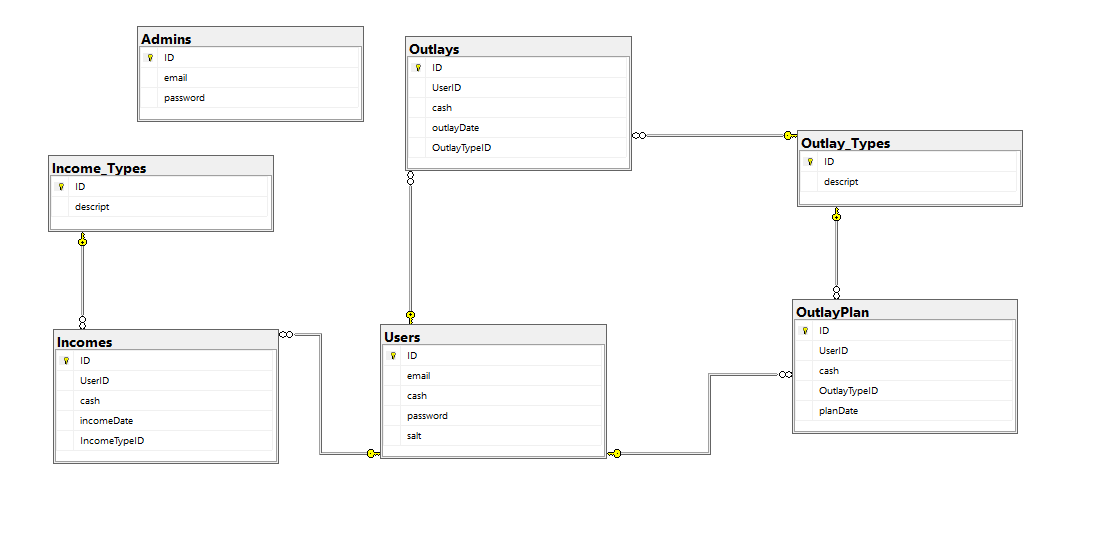 Admins
ID
email
password
Outlays
ID
UserID
cash
outlayDate
OutlayTypeID
Outlay_Types
ID
descript
Income_Types
ID
descript
Incomes
ID
UserID
cash
incomeDate
IncomeTypeID
Users
ID
email
cash
password
salt
OutlayPlan
ID
UserID
cash
OutlayTypeID
planDate